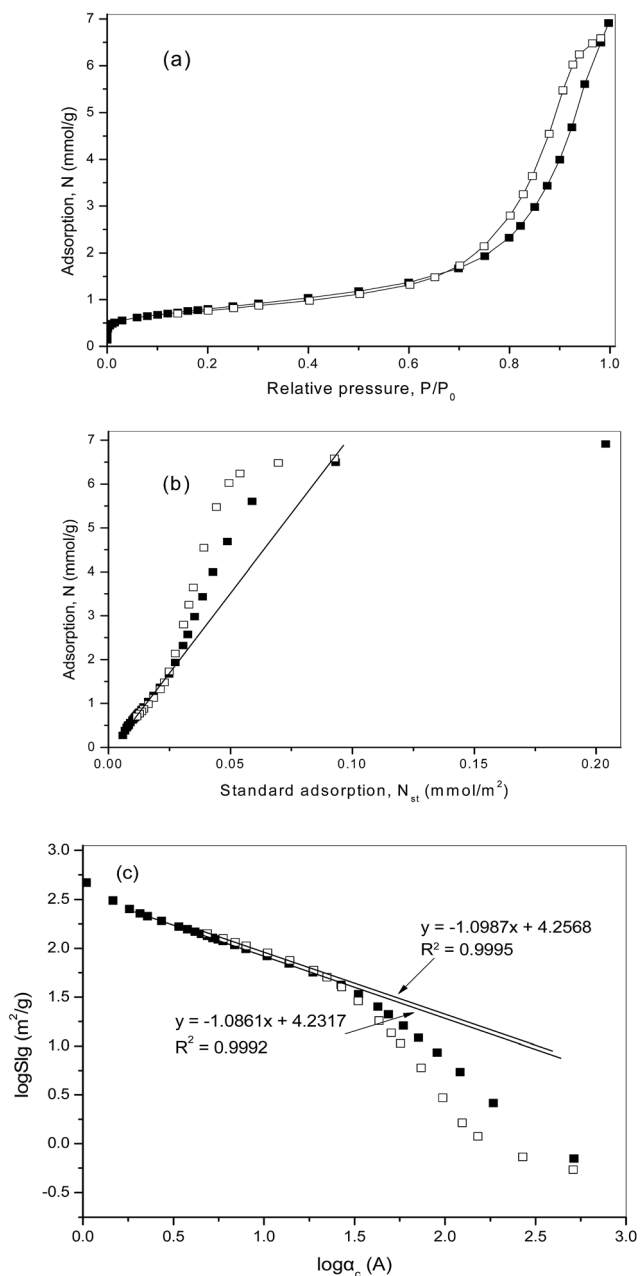 (a)
7
6
5
4
3
2
1
0
Adsorption, N (mmol/g)
0.0 0.2 0.4 0.6 0.8 1.0
Relative pressure, P/P₀
(b)
7
6
5
4
3
2
1
0
Adsorption, N (mmol/g)
0.00 0.05 0.10 0.15 0.20
Standard adsorption, Nst (mmol/m²)
(c)
3.0
2.5
2.0
1.5
1.0
0.5
0.0
-0.5
logSlg (m²/g)
y = -1.0987x + 4.2568
R² = 0.9995
y = -1.0861x + 4.2317
R² = 0.9992
0.0 0.5 1.0 1.5 2.0 2.5 3.0
logαc (A)